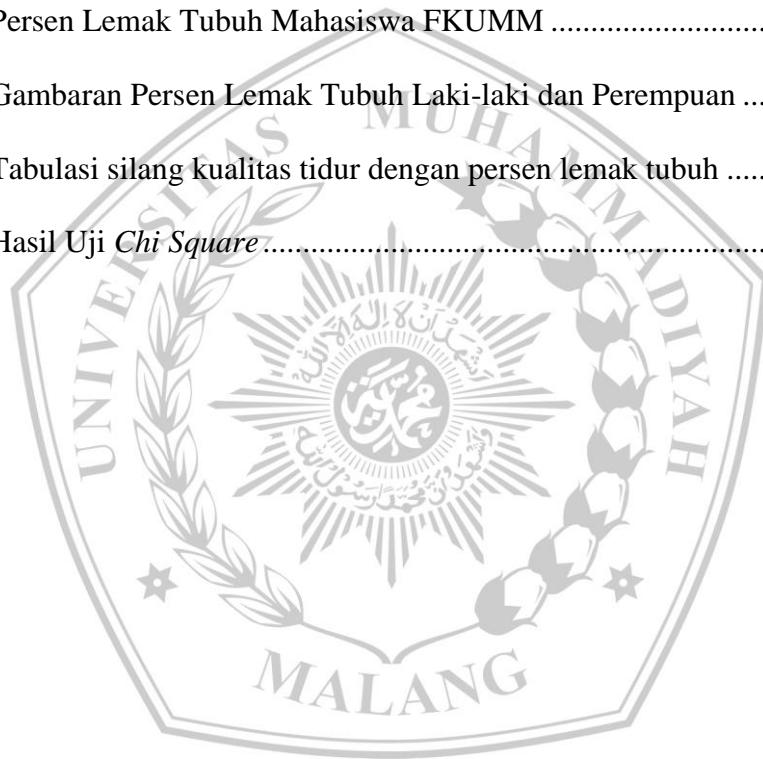 Persen Lemak Tubuh Mahasiswa FKUMM ..........................
Gambaran Persen Lemak Tubuh Laki-laki dan Perempuan ...
Tabulasi silang kualitas tidur dengan persen lemak tubuh .....
Hasil Uji Chi Square ..............................................................
UNIVERSITAS MUHAMMADIYAH
MALANG